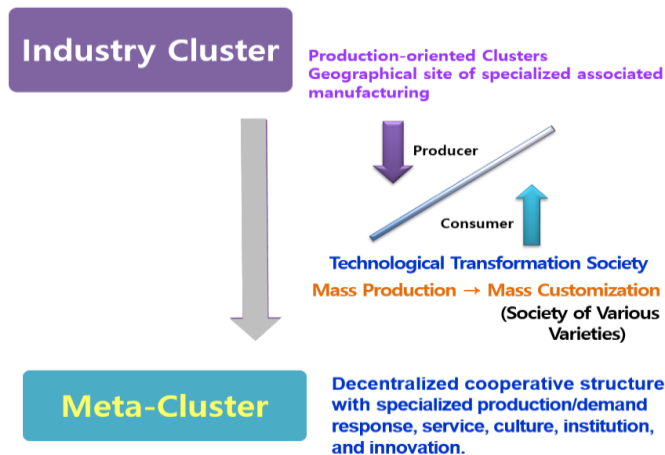 Industry Cluster
Production-oriented Clusters
Geographical site of specialized associated
manufacturing
Producer
Consumer
Technological Transformation Society
Mass Production → Mass Customization
(Society of Various
Varieties)
Meta-Cluster
Decentralized cooperative structure
with specialized production/demand
response, service, culture, institution,
and innovation.